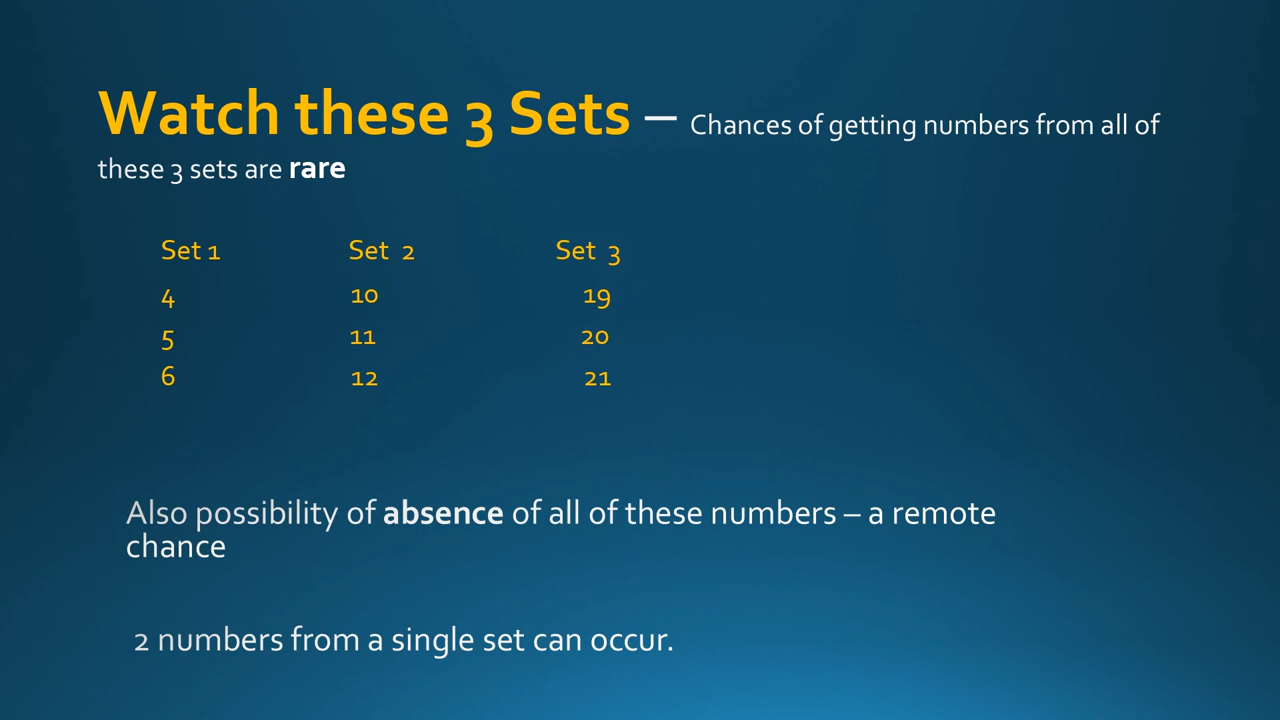 Watch these 3 Sets – Chances of getting numbers from all of
these 3 sets are rare
Set 1 Set 2 Set 3
4 10 19
5 11 20
6 12 21
Also possibility of absence of all of these numbers – a remote
chance
2 numbers from a single set can occur.